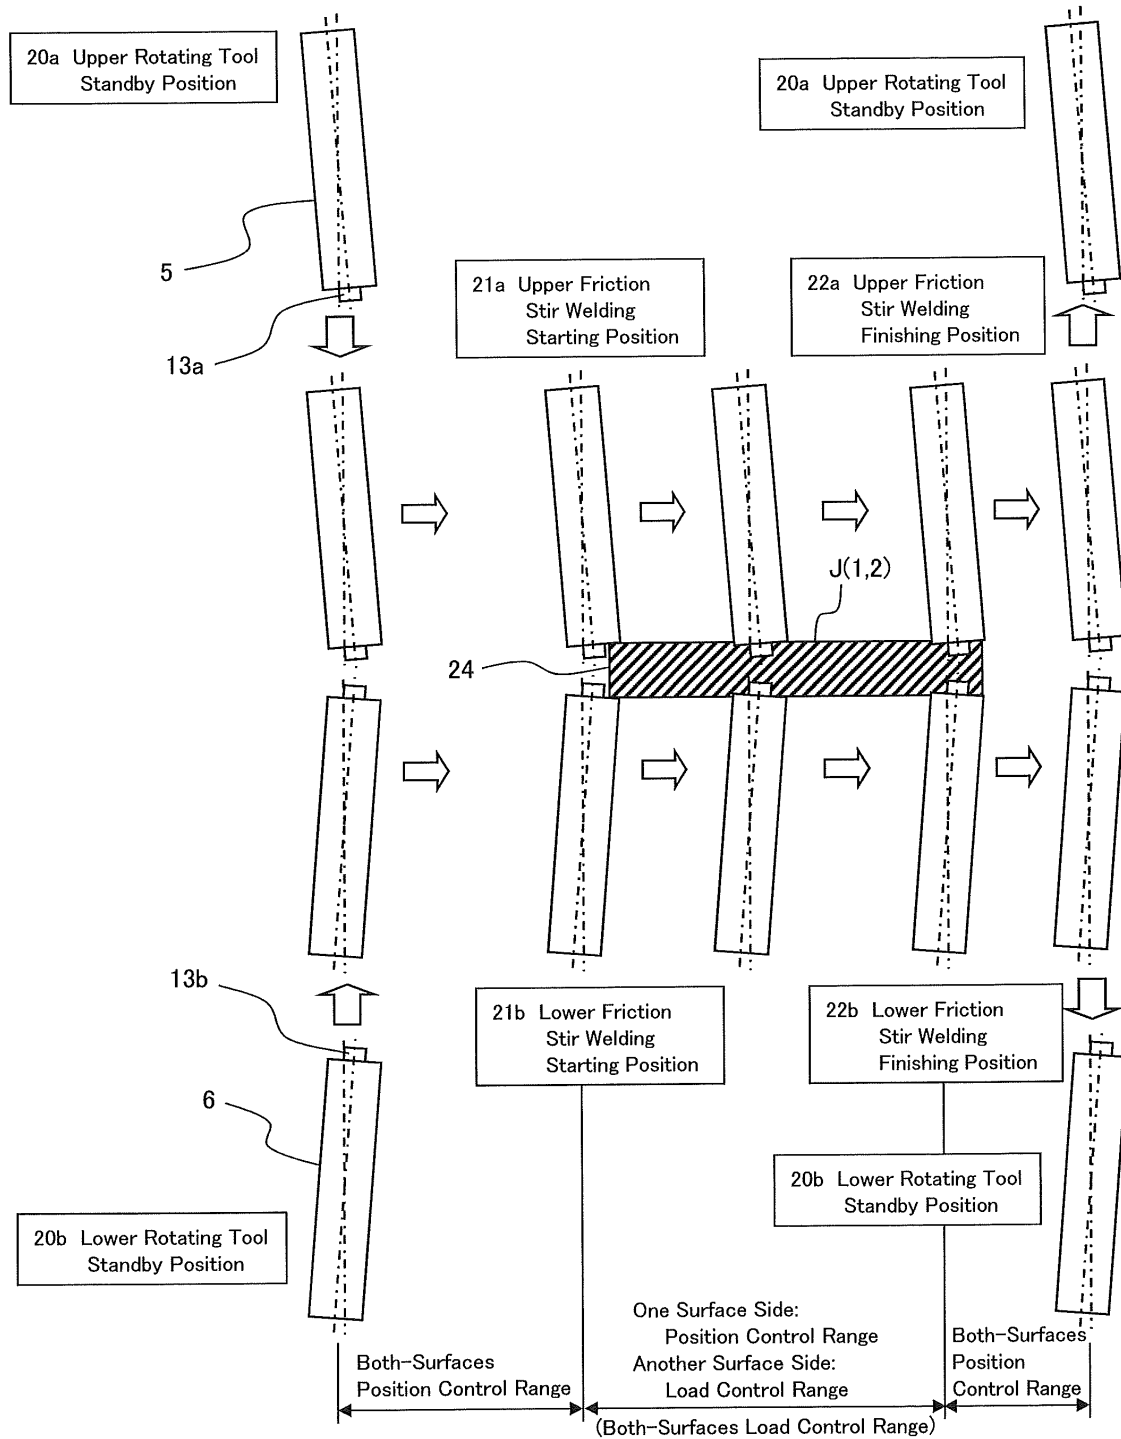 20a Upper Rotating Tool
Standby Position
20a Upper Rotating Tool
Standby Position
5
13a
21a Upper Friction
Stir Welding
Starting Position
22a Upper Friction
Stir Welding
Finishing Position
J(1,2)
24
13b
21b Lower Friction
Stir Welding
Starting Position
22b Lower Friction
Stir Welding
Finishing Position
6
20b Lower Rotating Tool
Standby Position
20b Lower Rotating Tool
Standby Position
Both-Surfaces
Position Control Range
One Surface Side:
Position Control Range
Another Surface Side:
Load Control Range
(Both-Surfaces Load Control Range)
Both-Surfaces
Position
Control Range